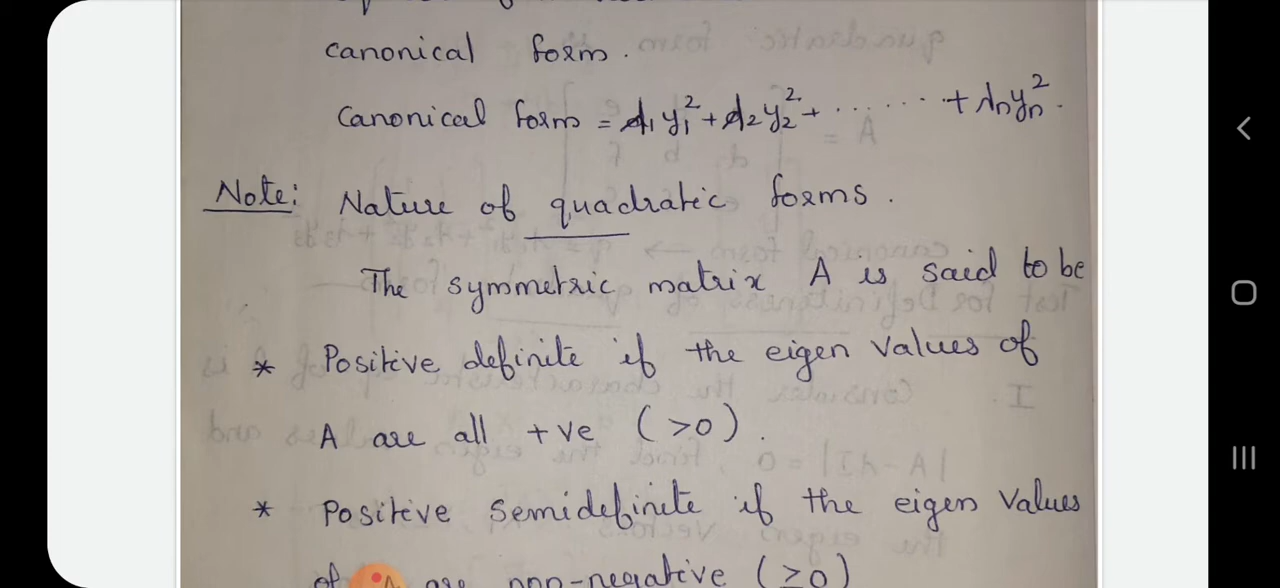 canonical form.
Canonical form = λ₁y₁² + λ₂y₂² + ........ + λnyn².
Note: Nature of quadratic forms.
The symmetric matrix A is said to be
* Positive definite if the eigen values of
A are all +ve (>0).
* Positive semidefinite if the eigen values
of A are non-negative (≥0)